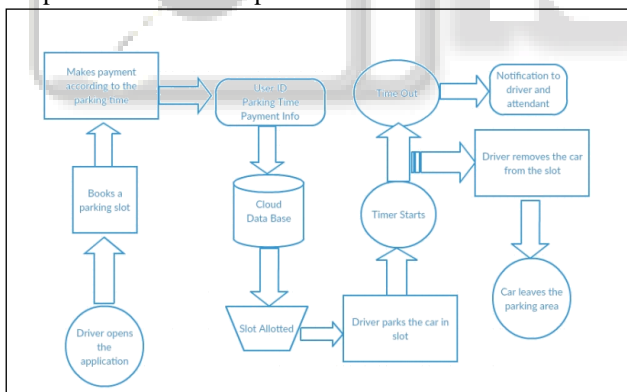 Makes payment
according to the
parking time
User ID
Parking Time
Payment Info
Time Out
Notification to
driver and
attendant
Books a
parking slot
Cloud
Data Base
Timer Starts
Driver removes the car
from the slot
Driver opens
the
application
Slot Allotted
Driver parks the car in
slot
Car leaves the
parking area